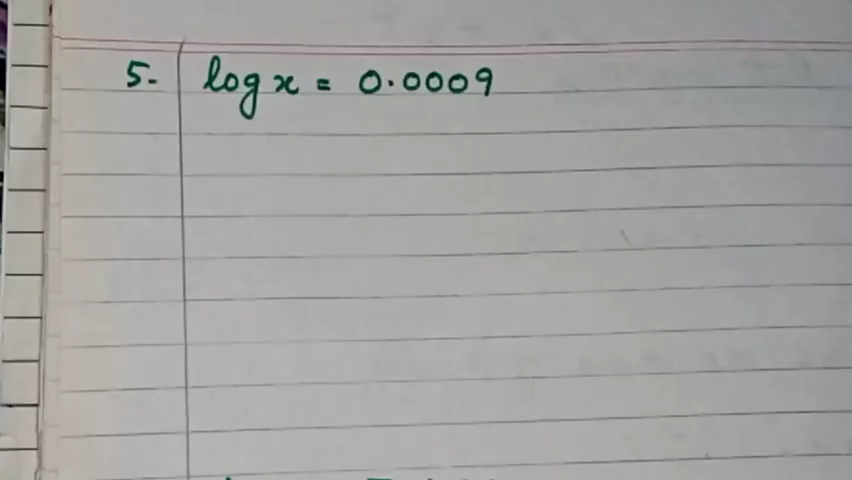 5. log x = 0.0009